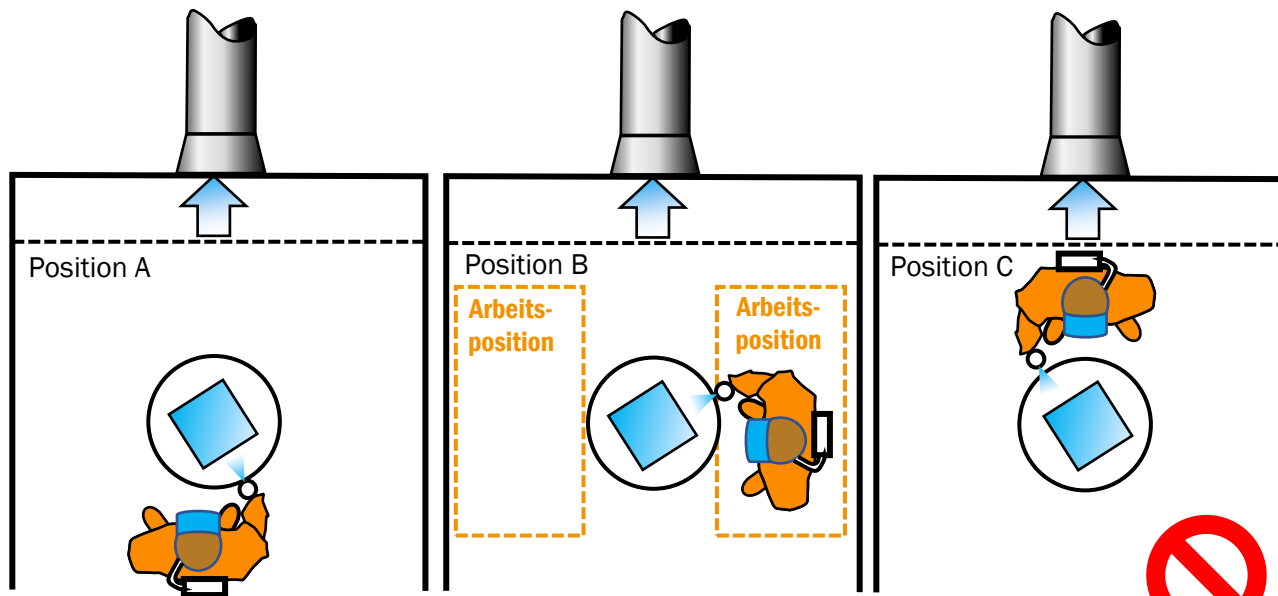 Position A
Position B
Arbeits-
position
Arbeits-
position
Position C